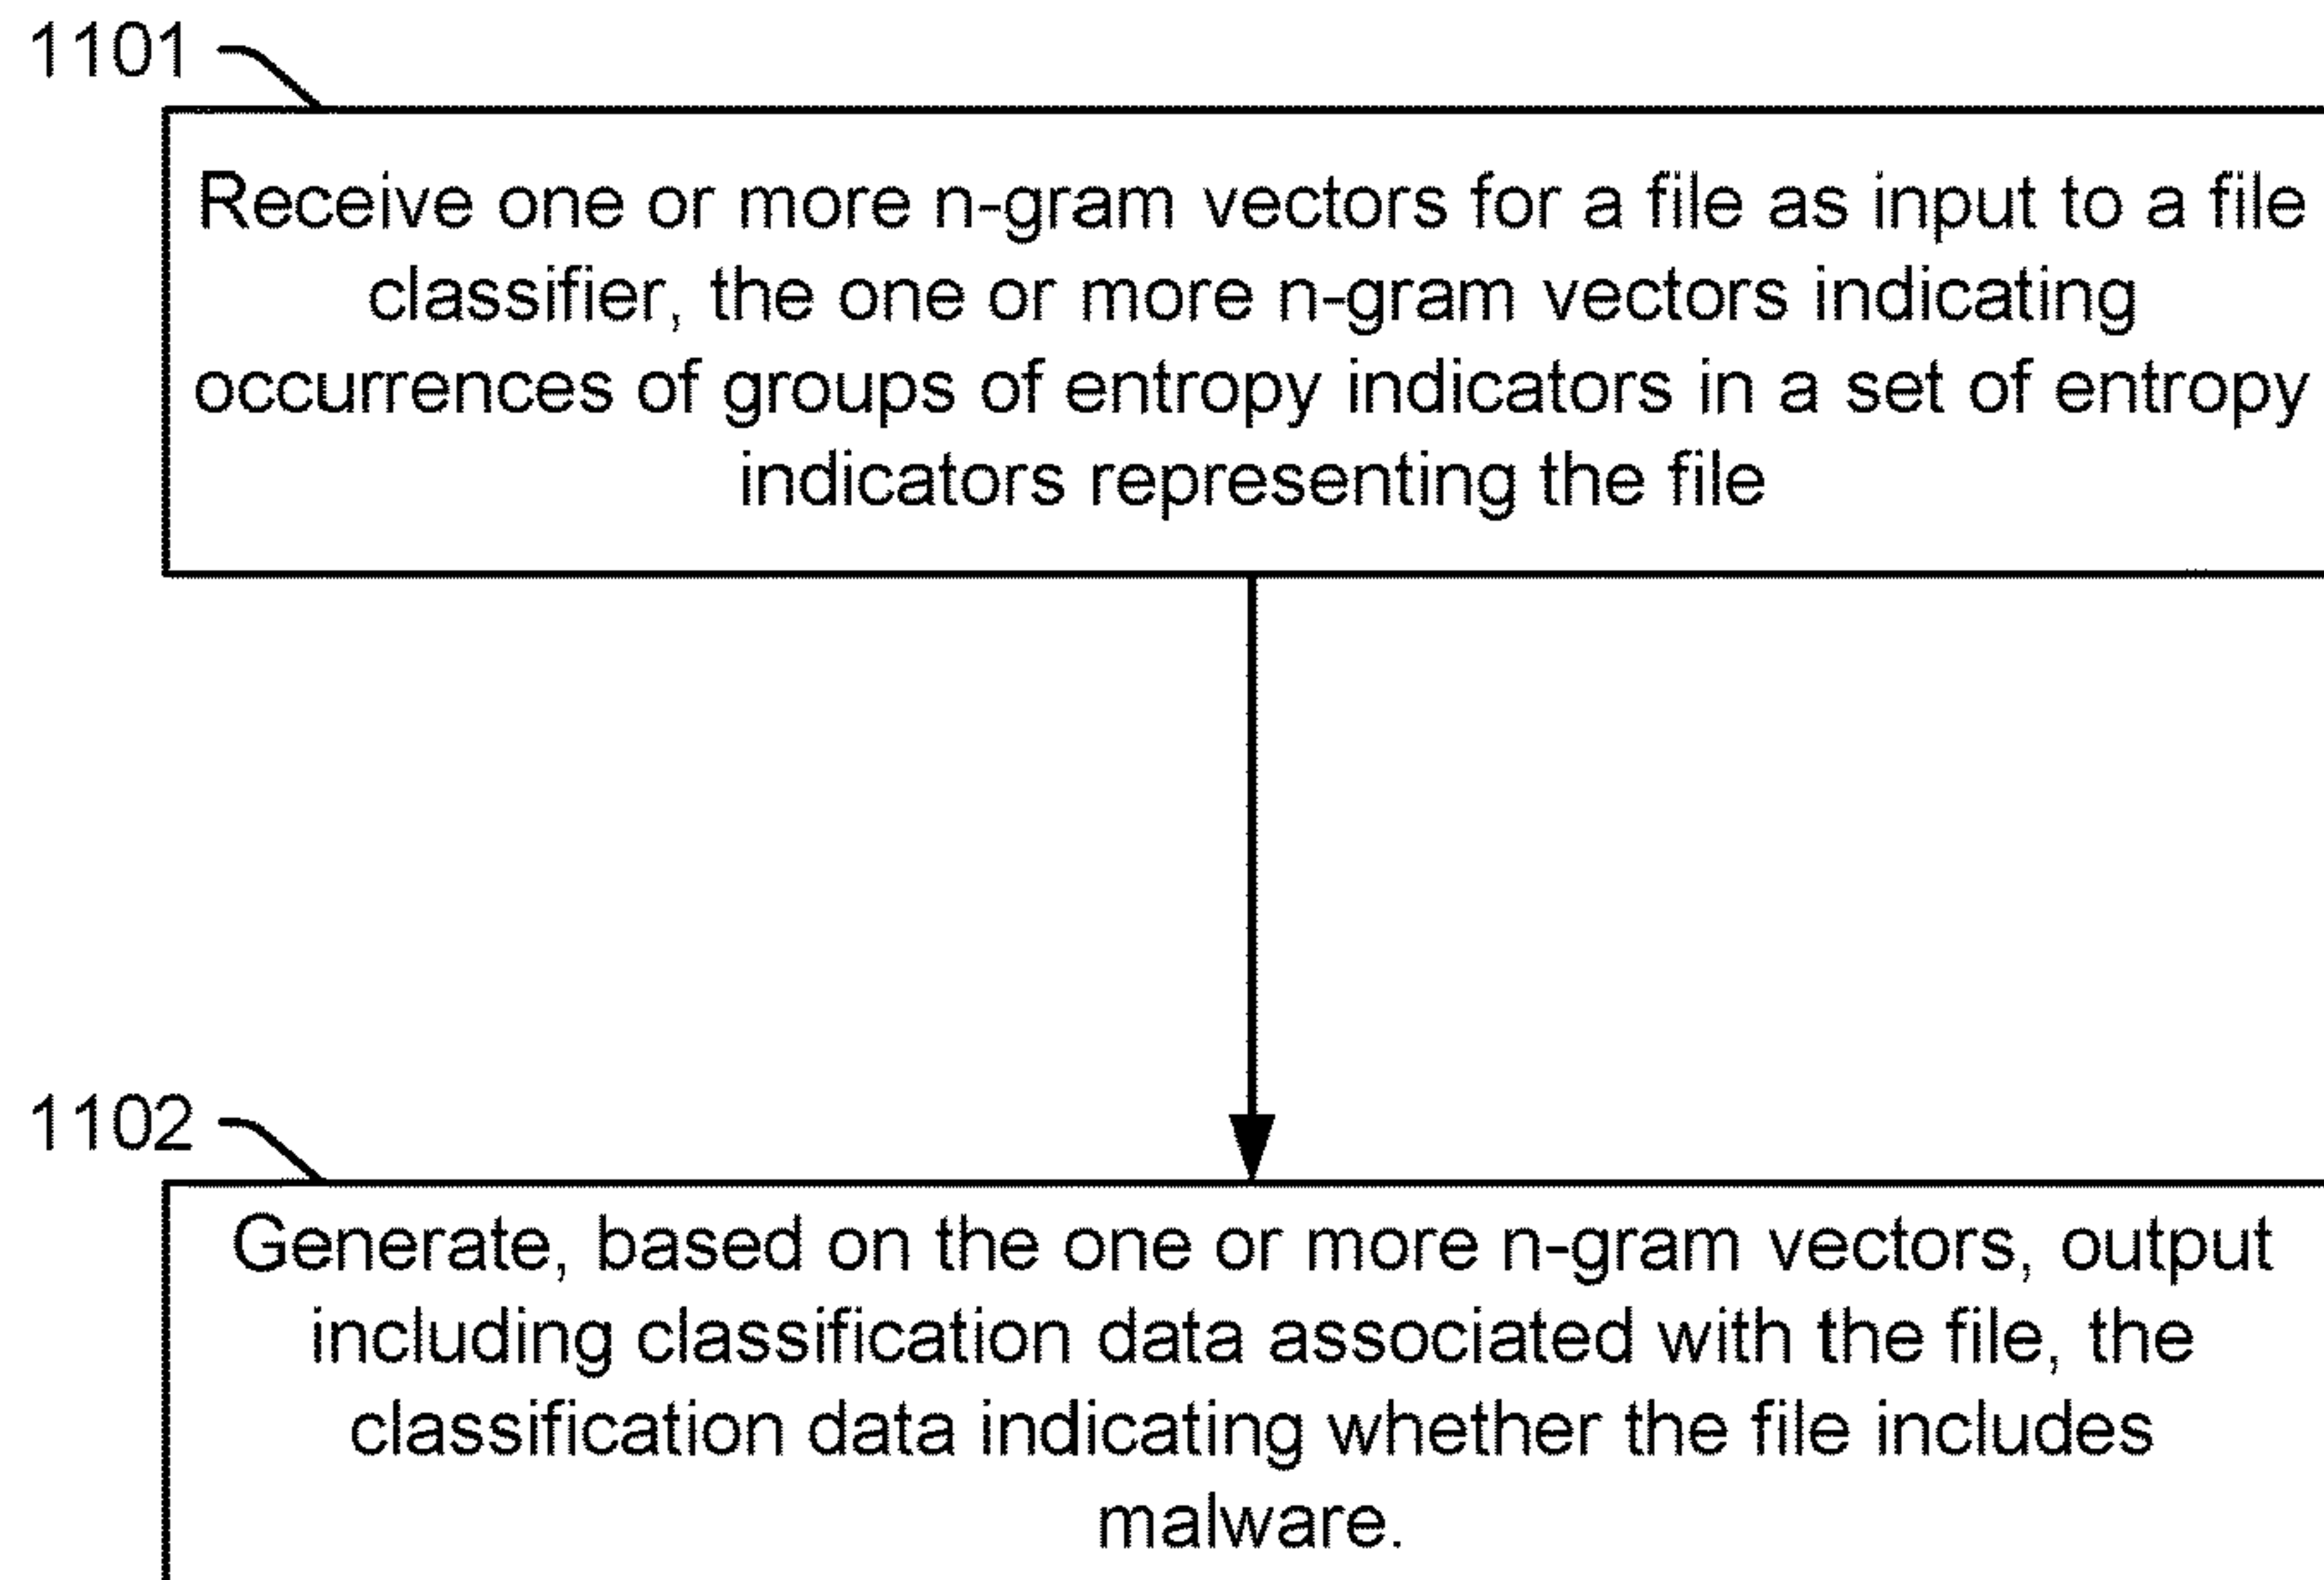 1101
Receive one or more n-gram vectors for a file as input to a file
classifier, the one or more n-gram vectors indicating
occurrences of groups of entropy indicators in a set of entropy
indicators representing the file
1102
Generate, based on the one or more n-gram vectors, output
including classification data associated with the file, the
classification data indicating whether the file includes
malware.